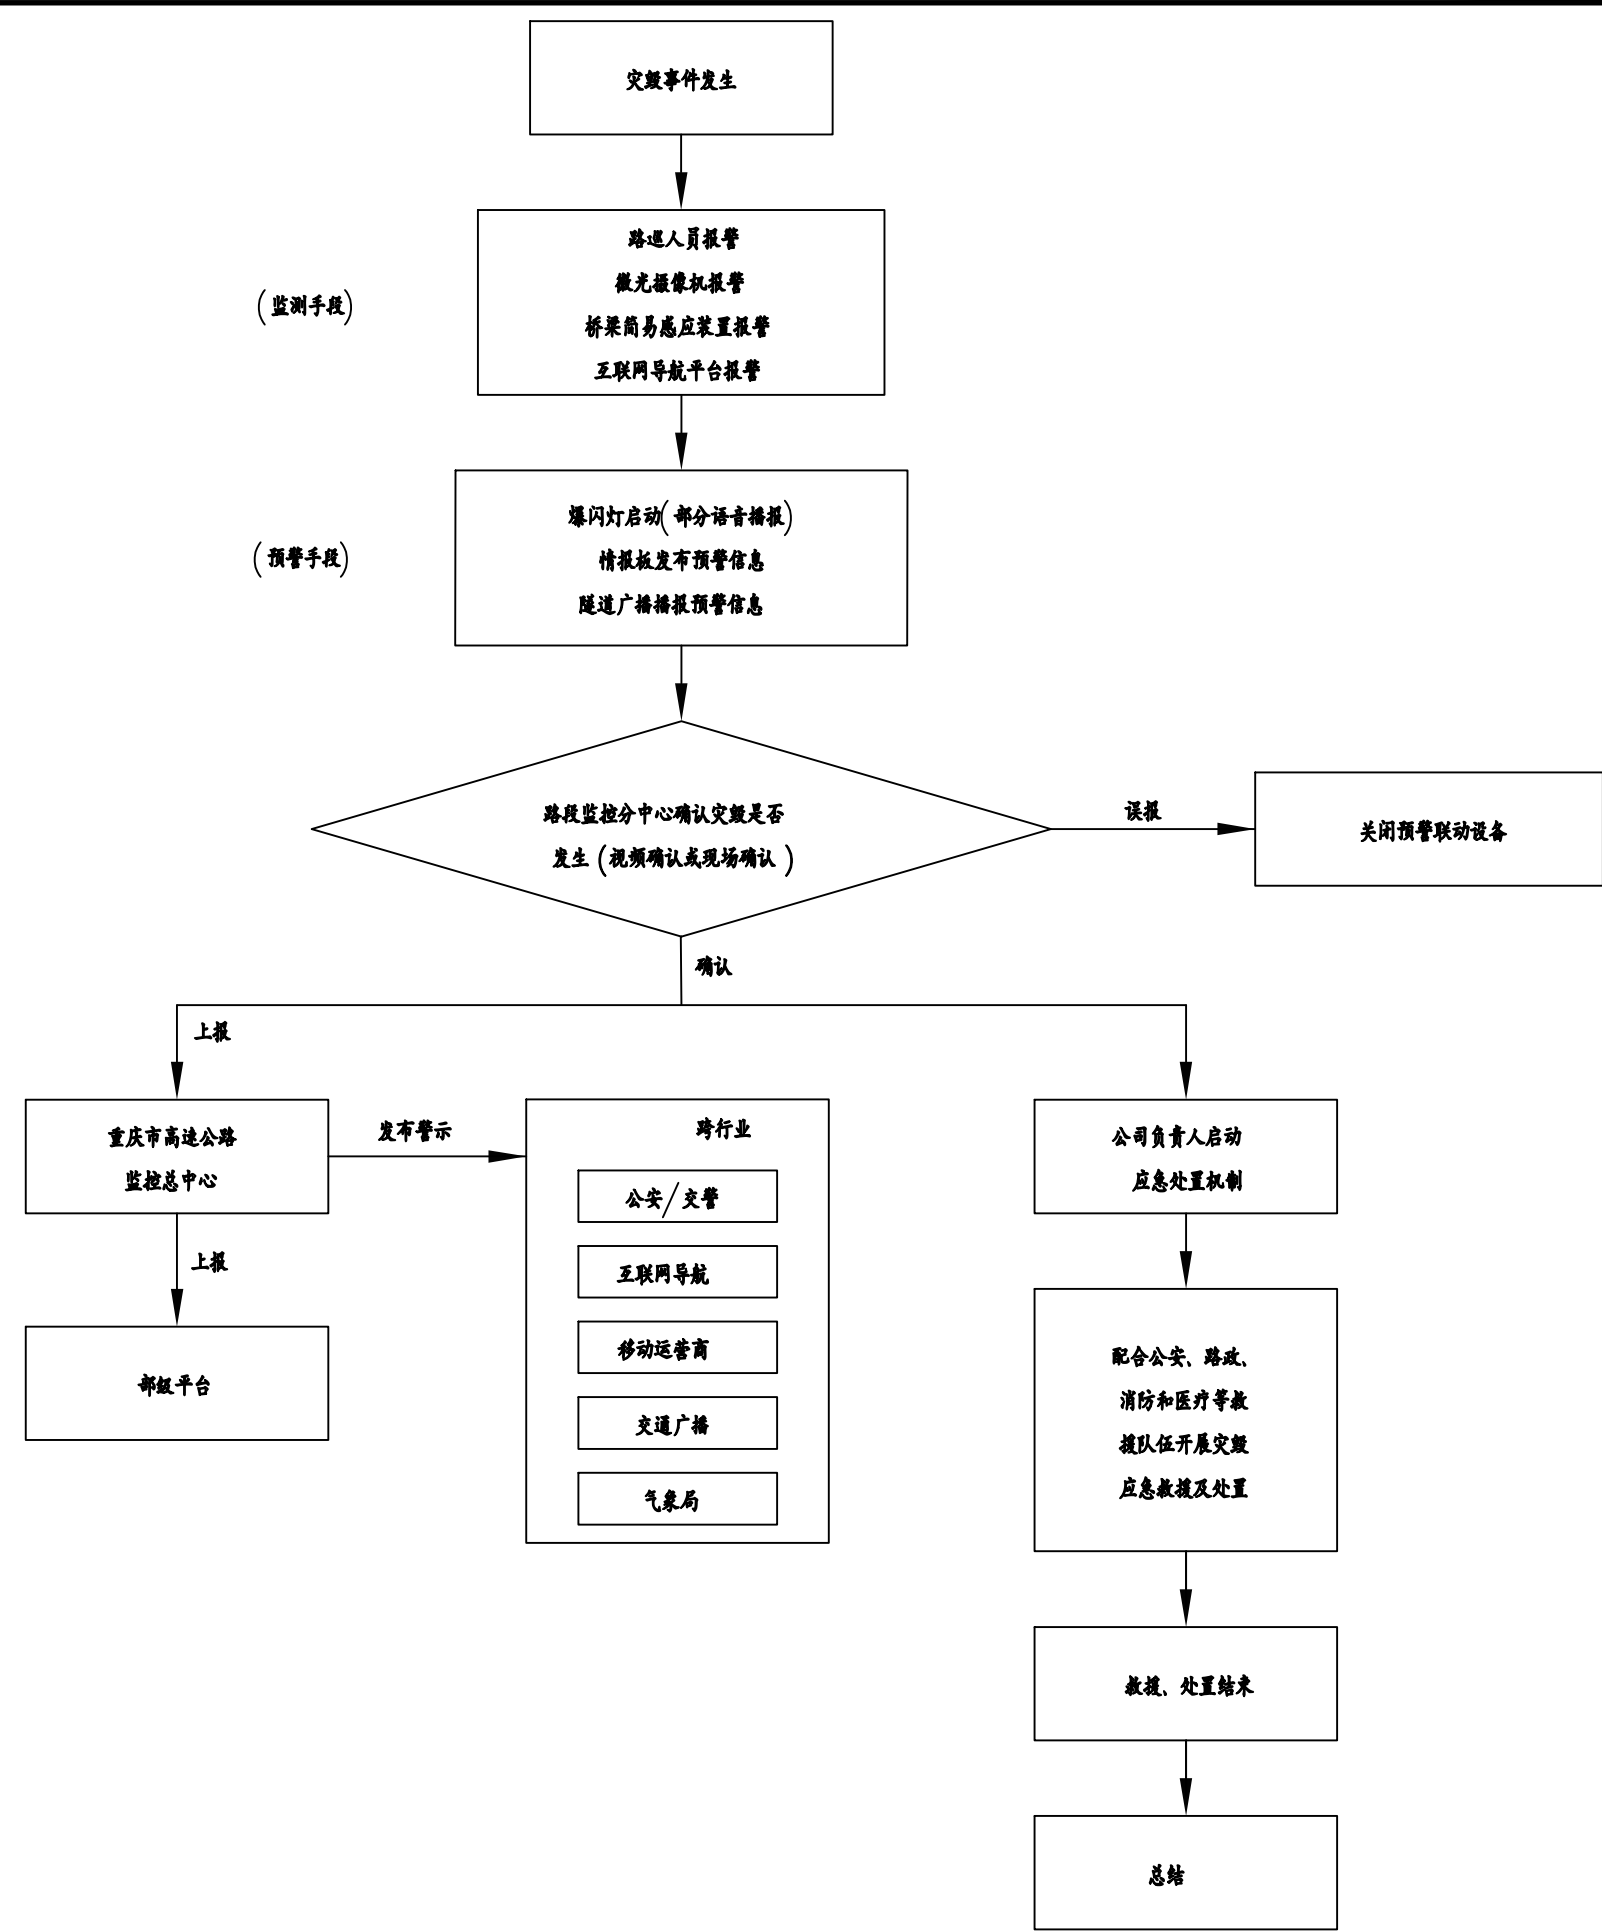 灾毁事件发生
路巡人员报警
微光摄像机报警
(监测手段)
桥梁简易感应装置报警
互联网导航平台报警
爆闪灯启动(部分语音播报)
(预警手段)
情报板发布预警信息
隧道广播播报预警信息
路段监控分中心确认灾毁是否
发生(视频确认或现场确认)
误报
关闭预警联动设备
确认
上报
重庆市高速公路
监控总中心
发布警示
跨行业
公安/交警
互联网导航
移动运营商
交通广播
气象局
上报
部级平台
公司负责人启动
应急处置机制
配合公安、路政、
消防和医疗等救
援队伍开展灾毁
应急救援及处置
救援、处置结束
总结